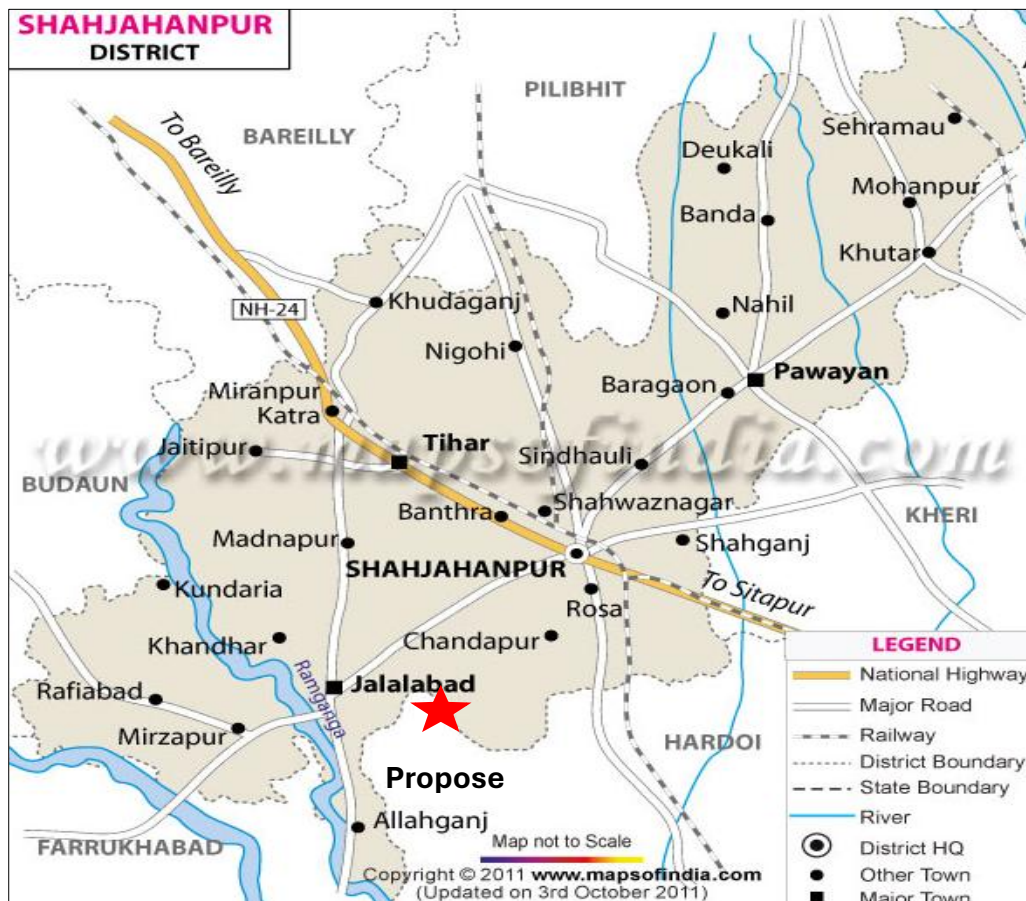 SHAHJAHANPUR
DISTRICT
PILIBHIT
BAREILLY
To Bareilly
Sehramau
Deukali
Mohanpur
Banda
Khutar
Khudaganj
NH-24
Nahil
Nigohi
Pawayan
Baragaon
Miranpur
Katra
www.mapsofindia.com
Tihar
Jaitipur
Sindhauli
BUDAUN
Shahwaznagar
Banthra
KHERI
Madnapur
Shahganj
SHAHJAHANPUR
To Sitapur
Kundaria
Rosa
Khandhar
Chandapur
Ramganga
Jalalabad
Rafiabad
Mirzapur
HARDOI
Propose
Allahganj
FARRUKHABAD
Map not to Scale
Copyright © 2011 www.mapsofindia.com
(Updated on 3rd October 2011)
LEGEND
National Highway
Major Road
Railway
District Boundary
State Boundary
River
District HQ
Other Town
Major Town